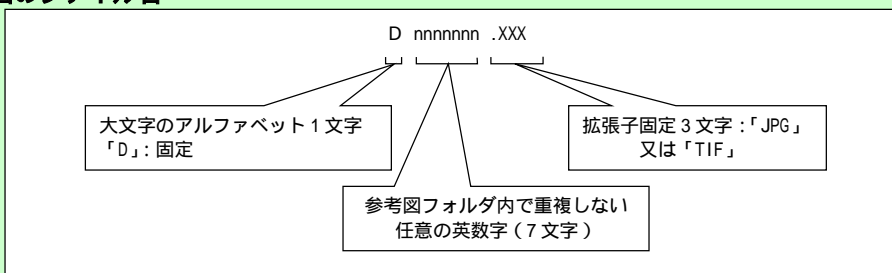 D nnnnnnn .XXX
大文字のアルファベット1文字
「D」：固定
拡張子固定3文字：「JPG」
又は「TIF」
参考図フォルダ内で重複しない
任意の英数字（7文字）